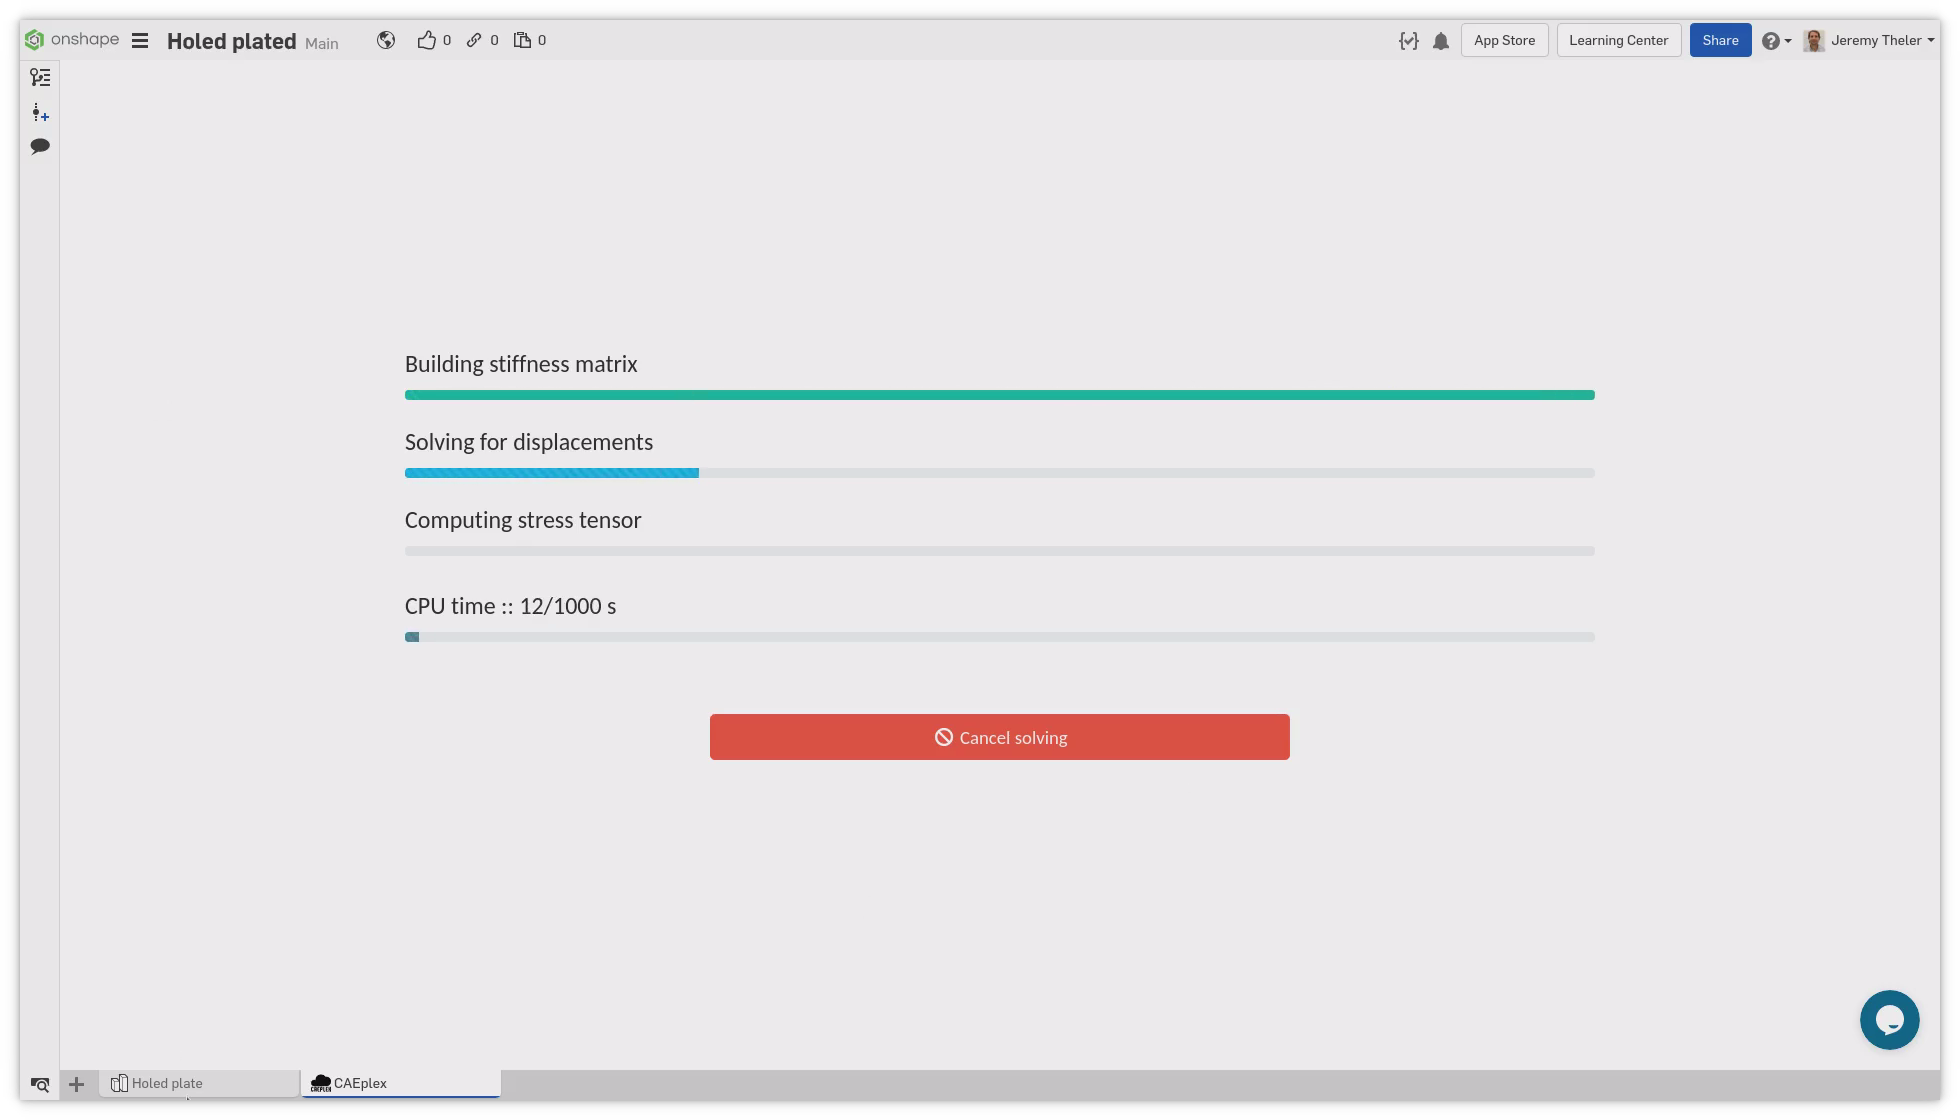 onshape Holed plated Main 0 0 0 App Store Learning Center Share Jeremy Theler
Building stiffness matrix
Solving for displacements
Computing stress tensor
CPU time :: 12/1000 s
Cancel solving
Holed plate CAEPLEX CAEplex